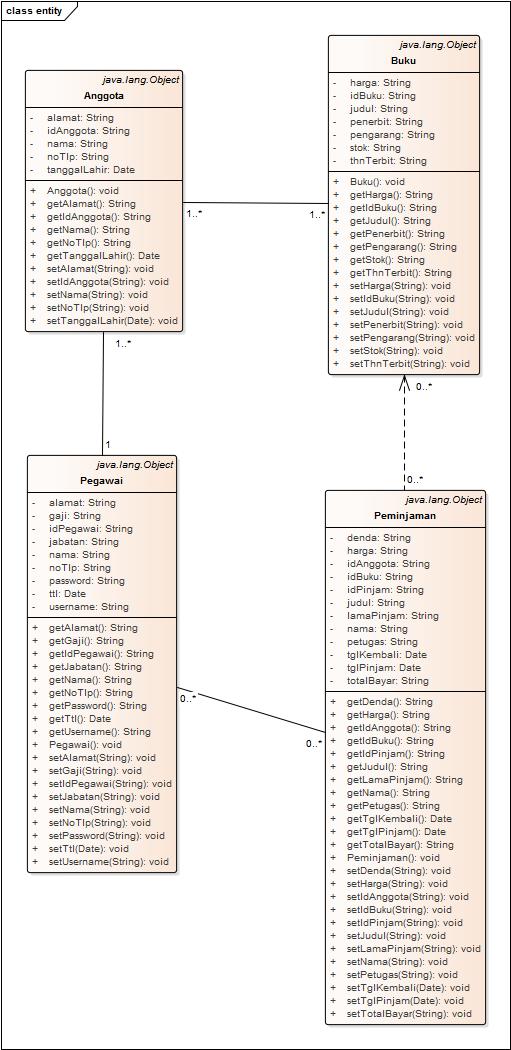 class entity
java.lang.Object
Anggota
- alamat: String
- idAnggota: String
- nama: String
- noTlp: String
- tanggalLahir: Date
+ Anggota(): void
+ getAlamat(): String
+ getIdAnggota(): String
+ getNama(): String
+ getNoTlp(): String
+ getTanggalLahir(): Date
+ setAlamat(String): void
+ setIdAnggota(String): void
+ setNama(String): void
+ setNoTlp(String): void
+ setTanggalLahir(Date): void
1..*
1..*
java.lang.Object
Buku
- harga: String
- idBuku: String
- judul: String
- penerbit: String
- pengarang: String
- stok: String
- thnTerbit: String
+ Buku(): void
+ getHarga(): String
+ getIdBuku(): String
+ getJudul(): String
+ getPenerbit(): String
+ getPengarang(): String
+ getStok(): String
+ getThnTerbit(): String
+ setHarga(String): void
+ setIdBuku(String): void
+ setJudul(String): void
+ setPenerbit(String): void
+ setPengarang(String): void
+ setStok(String): void
+ setThnTerbit(String): void
1..*
1
0..*
0..*
java.lang.Object
Pegawai
- alamat: String
- gaji: String
- idPegawai: String
- jabatan: String
- nama: String
- noTlp: String
- password: String
- ttl: Date
- username: String
+ getAlamat(): String
+ getGaji(): String
+ getIdPegawai(): String
+ getJabatan(): String
+ getNama(): String
+ getNoTlp(): String
+ getPassword(): String
+ getTtl(): Date
+ getUsername(): String
+ Pegawai(): void
+ setAlamat(String): void
+ setGaji(String): void
+ setIdPegawai(String): void
+ setJabatan(String): void
+ setNama(String): void
+ setNoTlp(String): void
+ setPassword(String): void
+ setTtl(Date): void
+ setUsername(String): void
0..*
0..*
java.lang.Object
Peminjaman
- denda: String
- harga: String
- idAnggota: String
- idBuku: String
- idPinjam: String
- judul: String
- lamaPinjam: String
- nama: String
- petugas: String
- tglKembali: Date
- tglPinjam: Date
- totalBayar: String
+ getDenda(): String
+ getHarga(): String
+ getIdAnggota(): String
+ getIdBuku(): String
+ getIdPinjam(): String
+ getJudul(): String
+ getLamaPinjam(): String
+ getNama(): String
+ getPetugas(): String
+ getTglKembali(): Date
+ getTglPinjam(): Date
+ getTotalBayar(): String
+ Peminjaman(): void
+ setDenda(String): void
+ setHarga(String): void
+ setIdAnggota(String): void
+ setIdBuku(String): void
+ setIdPinjam(String): void
+ setJudul(String): void
+ setLamaPinjam(String): void
+ setNama(String): void
+ setPetugas(String): void
+ setTglKembali(Date): void
+ setTglPinjam(Date): void
+ setTotalBayar(String): void